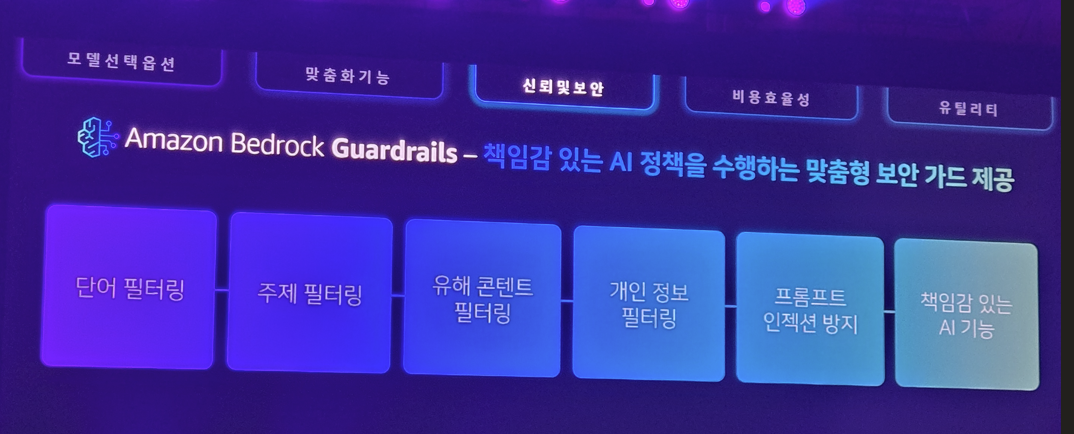 모델선택옵션
맞춤화기능
신뢰및보안
비용효율성
유틸리티
Amazon Bedrock Guardrails – 책임감 있는 AI 정책을 수행하는 맞춤형 보안 가드 제공
단어 필터링
주제 필터링
유해 콘텐트
필터링
개인 정보
필터링
프롬프트
인젝션 방지
책임감 있는
AI 기능